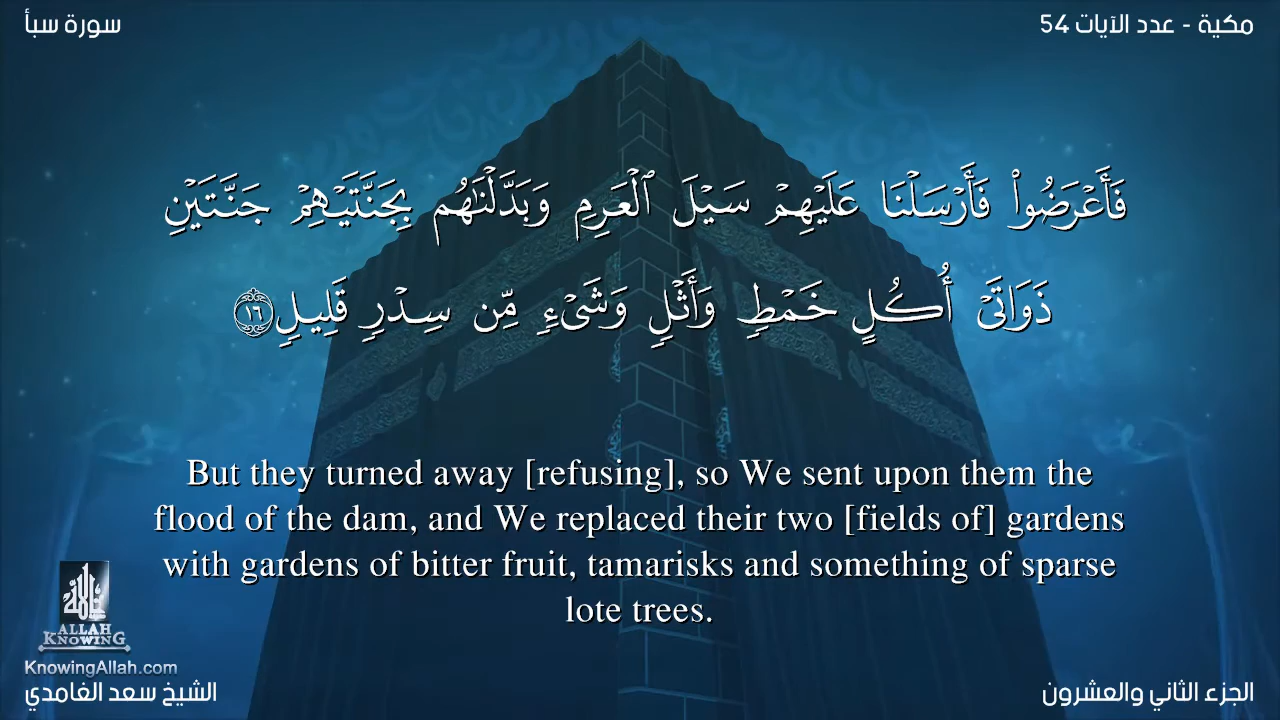 مكية - عدد الآيات 54
سورة سبأ
فَأَعْرَضُوا۟ فَأَرْسَلْنَا عَلَيْهِمْ سَيْلَ ٱلْعَرِمِ وَبَدَّلْنَـٰهُم بِجَنَّتَيْهِمْ جَنَّتَيْنِ
ذَوَاتَىْ أُكُلٍ خَمْطٍ وَأَثْلٍ وَشَىْءٍ مِّن سِدْرٍ قَلِيلٍ ١٦
But they turned away [refusing], so We sent upon them the
flood of the dam, and We replaced their two [fields of] gardens
with gardens of bitter fruit, tamarisks and something of sparse
lote trees.
ALLAH
KNOWING
KnowingAllah.com
الجزء الثاني والعشرون
الشيخ سعد الغامدي